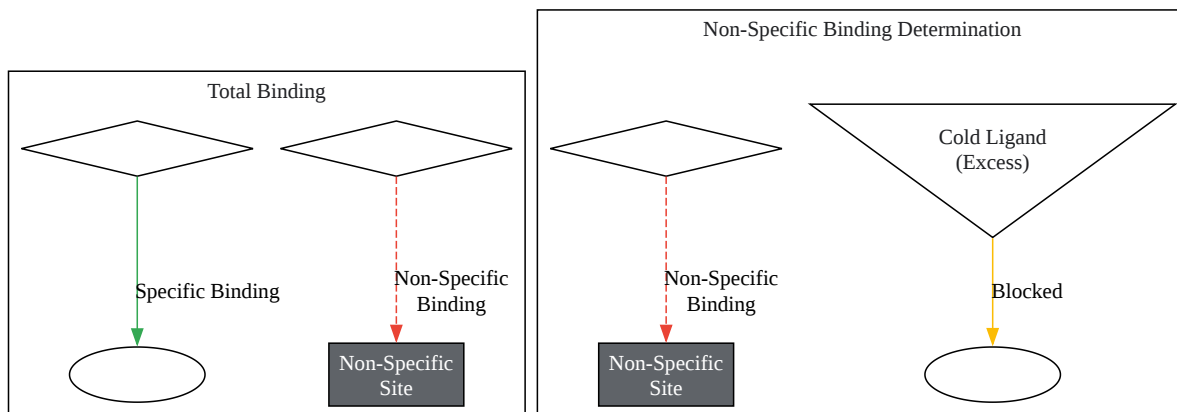 Total Binding
Specific Binding
Non-Specific
Binding
Non-Specific
Site
Non-Specific Binding Determination
Cold Ligand
(Excess)
Non-Specific
Binding
Blocked
Non-Specific
Site